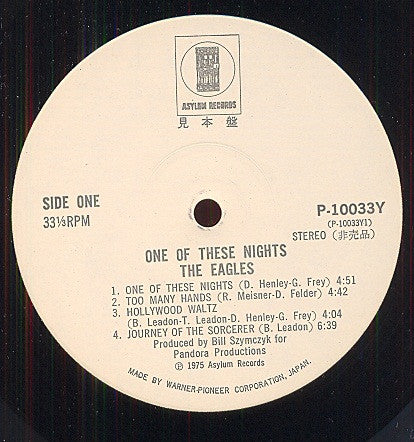 ASYLUM RECORDS
見本盤
SIDE ONE
33⅓RPM
P-10033Y
(P-10033Y1)
STEREO (非売品)
ONE OF THESE NIGHTS
THE EAGLES
1. ONE OF THESE NIGHTS (D. Henley-G. Frey) 4:51
2. TOO MANY HANDS (R. Meisner-D. Felder) 4:42
3. HOLLYWOOD WALTZ
(B. Leadon-T. Leadon-D. Henley-G. Frey) 4:04
4. JOURNEY OF THE SORCERER (B. Leadon) 6:39
Produced by Bill Szymczyk for
Pandora Productions
℗ 1975 Asylum Records
MADE BY WARNER-PIONEER CORPORATION, JAPAN.